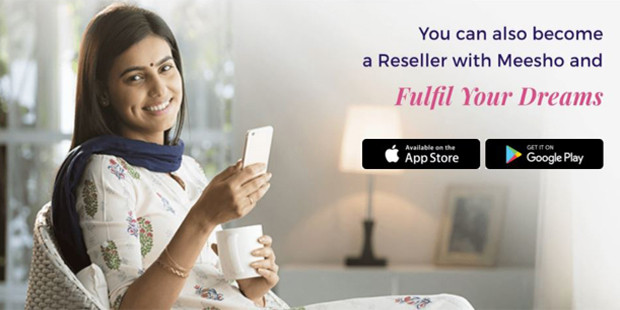 You can also become
a Reseller with Meesho and
Fulfil Your Dreams
Available on the
App Store
GET IT ON
Google Play